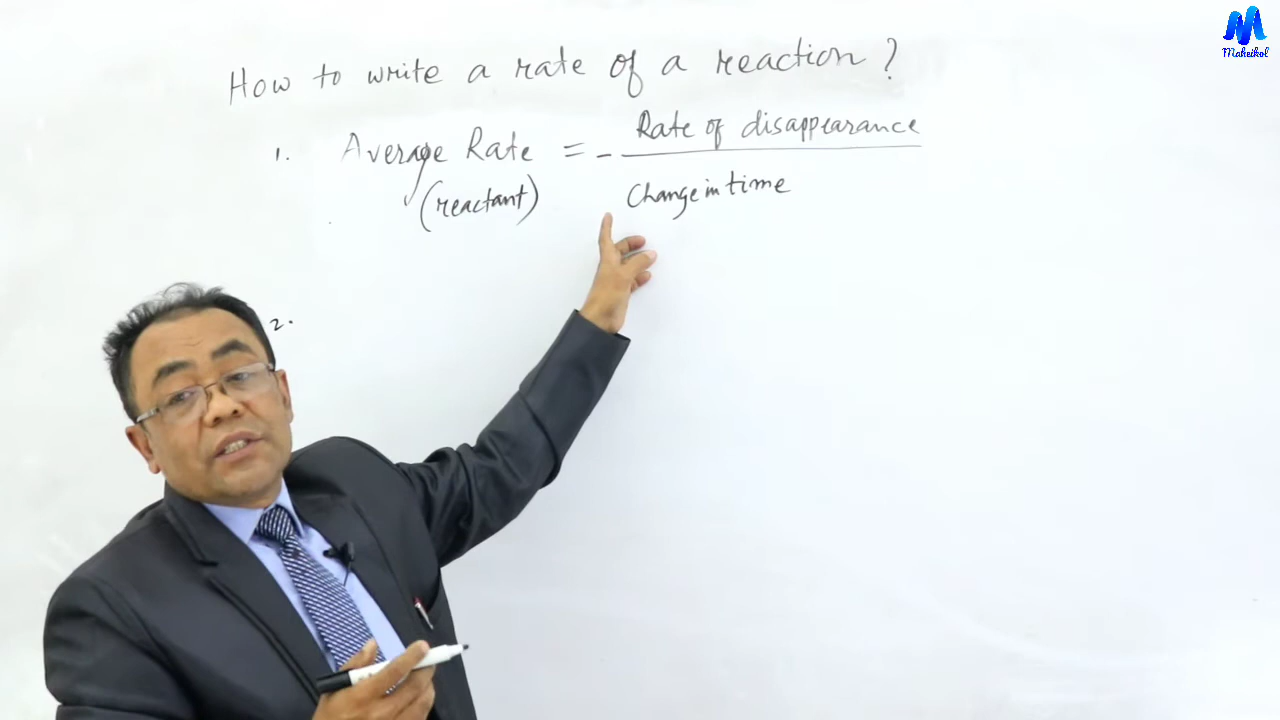 How to write a rate of a reaction?
1. Average Rate = - Rate of disappearance
(reactant) Change in time
2.
Maheikol